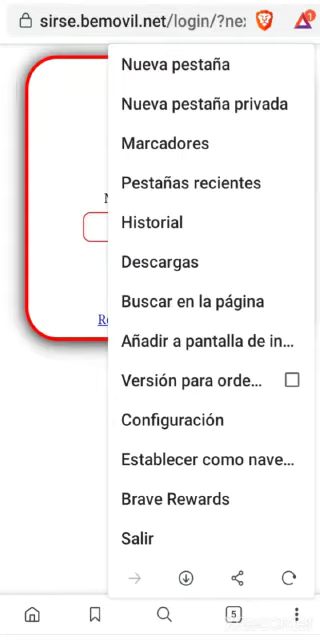 sirse.bemovil.net/login/?ne
1
Nueva pestaña
Nueva pestaña privada
Marcadores
Pestañas recientes
Historial
Descargas
Buscar en la página
Añadir a pantalla de in...
Versión para orde...
Configuración
Establecer como nave...
Brave Rewards
Salir
5